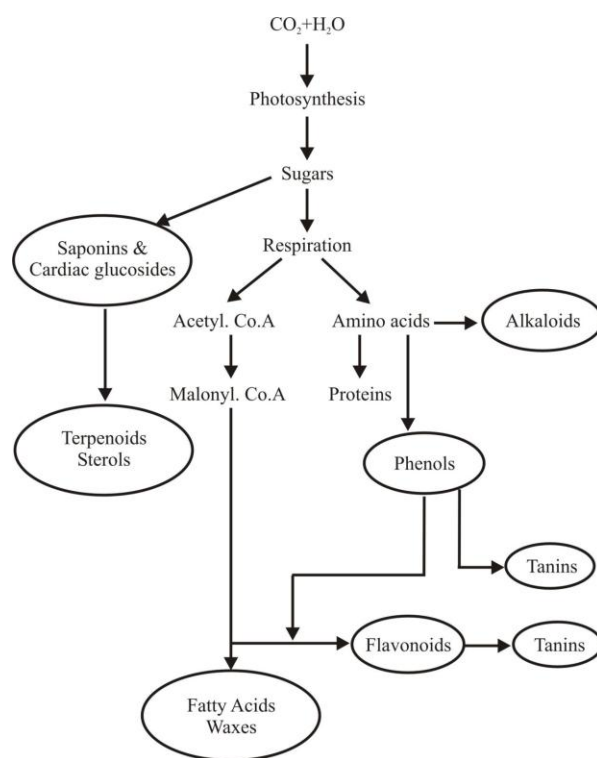 CO₂+H₂O
Photosynthesis
Sugars
Saponins &
Cardiac glucosides
Respiration
Acetyl. Co.A
Amino acids
Alkaloids
Malonyl. Co.A
Proteins
Terpenoids
Sterols
Phenols
Tanins
Flavonoids
Tanins
Fatty Acids
Waxes